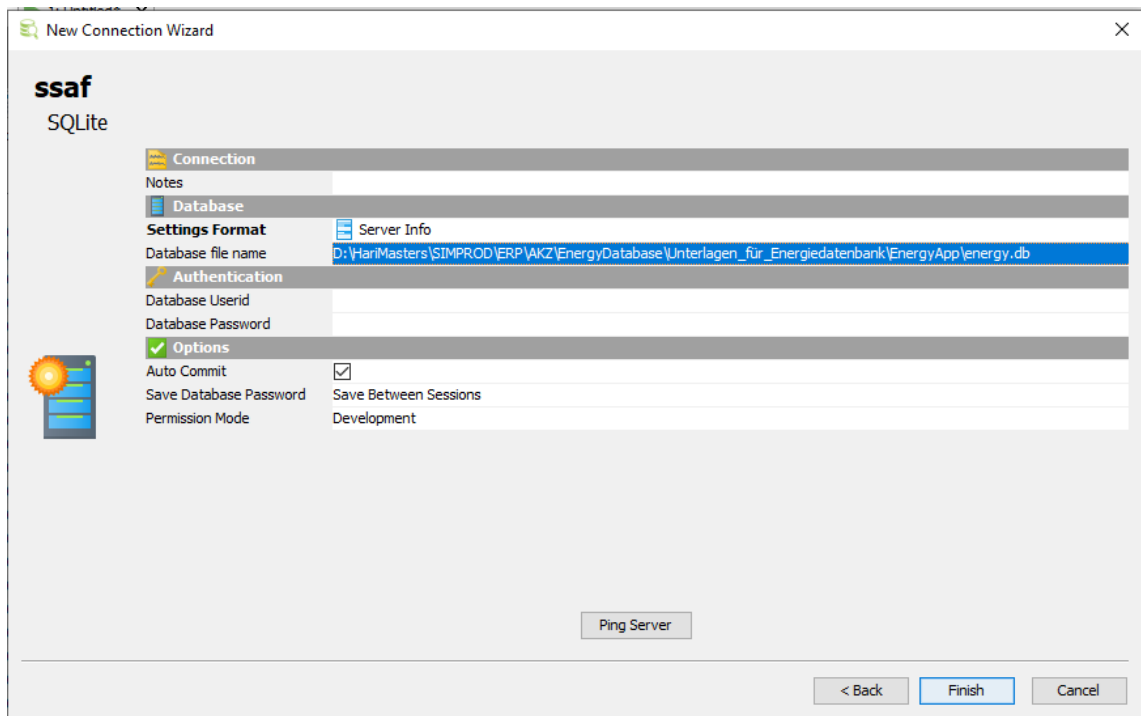 New Connection Wizard
ssaf
SQLite
Connection
Notes
Database
Settings Format Server Info
Database file name D:\HariMasters\SIMPROD\ERP\AKZ\EnergyDatabase\Unterlagen_für_Energiedatenbank\EnergyApp\energy.db
Authentication
Database Userid
Database Password
Options
Auto Commit
Save Database Password Save Between Sessions
Permission Mode Development
Ping Server
< Back Finish Cancel